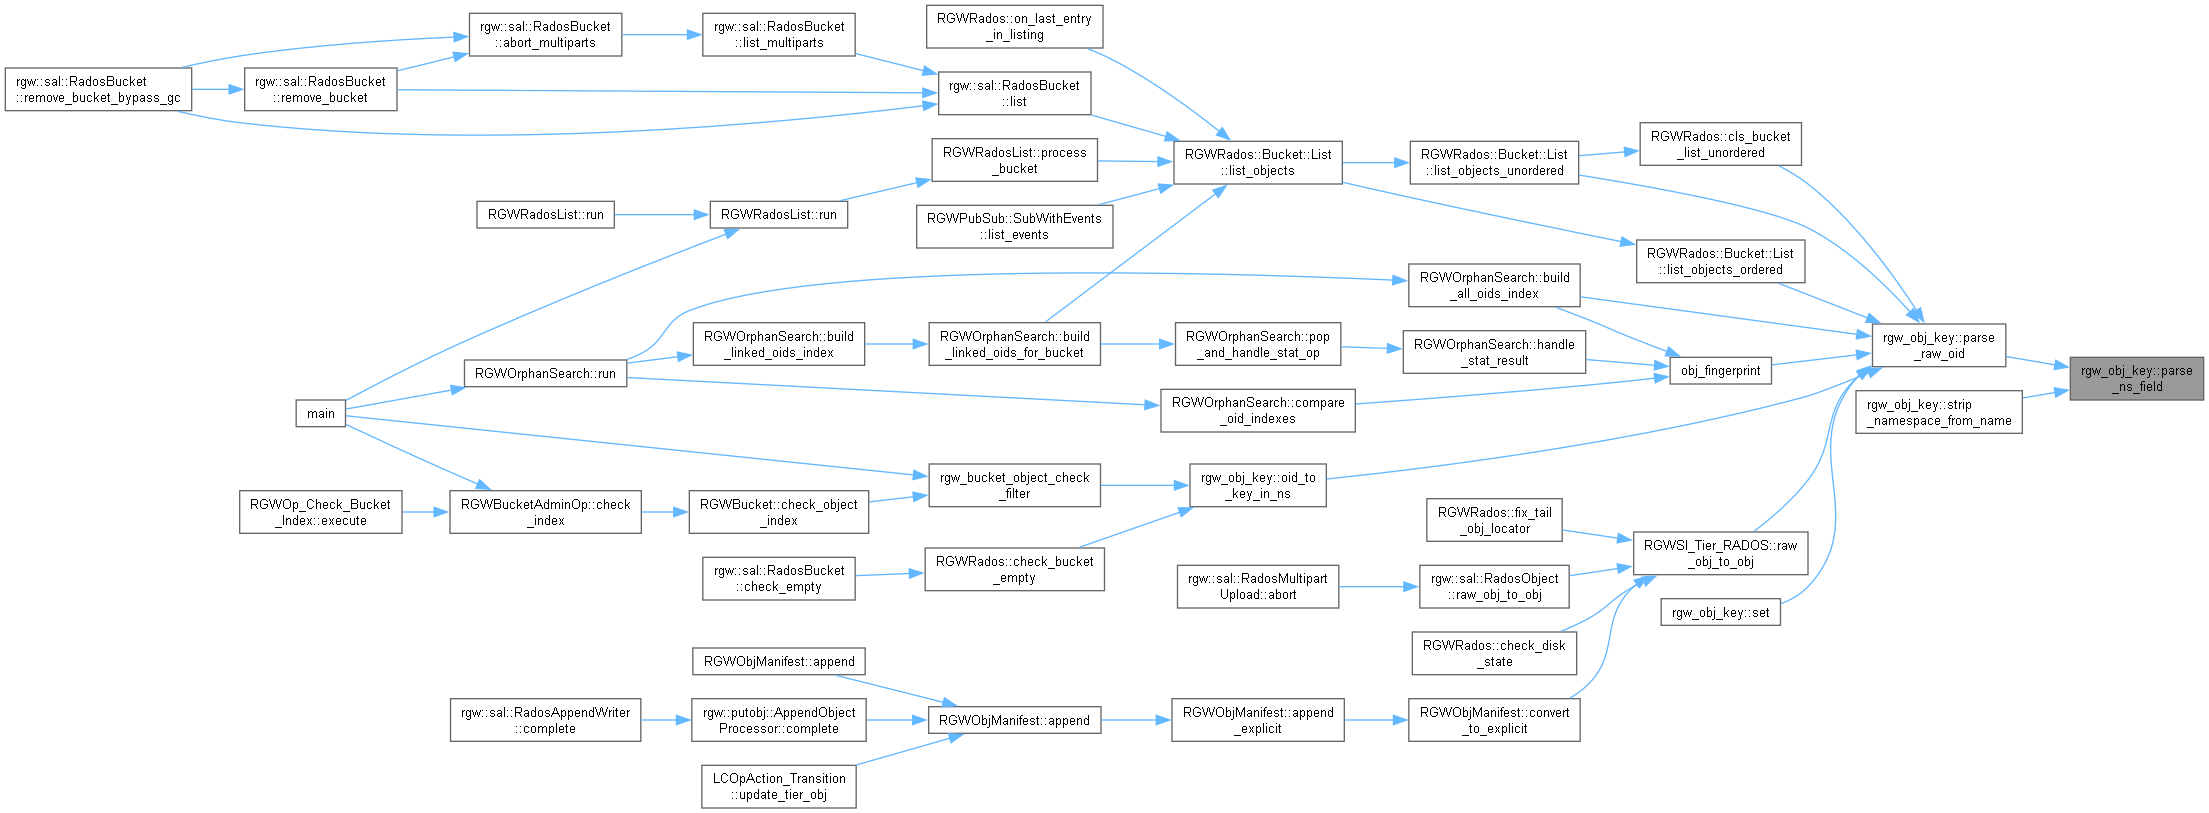 RGWRados::on_last_entry
_in_listing
rgw::sal::RadosBucket
::abort_multiparts
rgw::sal::RadosBucket
::list_multiparts
rgw::sal::RadosBucket
::remove_bucket_bypass_gc
rgw::sal::RadosBucket
::remove_bucket
rgw::sal::RadosBucket
::list
RGWRados::cls_bucket
_list_unordered
RGWRadosList::process
_bucket
RGWRados::Bucket::List
::list_objects
RGWRados::Bucket::List
::list_objects_unordered
RGWRadosList::run
RGWRadosList::run
RGWPubSub::SubWithEvents
::list_events
RGWRados::Bucket::List
::list_objects_ordered
RGWOrphanSearch::build
_all_oids_index
RGWOrphanSearch::build
_linked_oids_index
RGWOrphanSearch::build
_linked_oids_for_bucket
RGWOrphanSearch::pop
_and_handle_stat_op
RGWOrphanSearch::handle
_stat_result
rgw_obj_key::parse
_raw_oid
RGWOrphanSearch::run
obj_fingerprint
rgw_obj_key::parse
_ns_field
main
RGWOrphanSearch::compare
_oid_indexes
rgw_obj_key::strip
_namespace_from_name
rgw_bucket_object_check
_filter
rgw_obj_key::oid_to
_key_in_ns
RGWOp_Check_Bucket
_Index::execute
RGWBucketAdminOp::check
_index
RGWBucket::check_object
_index
RGWRados::fix_tail
_obj_locator
RGWSI_Tier_RADOS::raw
_obj_to_obj
rgw::sal::RadosBucket
::check_empty
RGWRados::check_bucket
_empty
rgw::sal::RadosMultipart
Upload::abort
rgw::sal::RadosObject
::raw_obj_to_obj
rgw_obj_key::set
RGWRados::check_disk
_state
RGWObjManifest::append
rgw::sal::RadosAppendWriter
::complete
rgw::putobj::AppendObject
Processor::complete
RGWObjManifest::append
RGWObjManifest::append
_explicit
RGWObjManifest::convert
_to_explicit
LCOpAction_Transition
::update_tier_obj